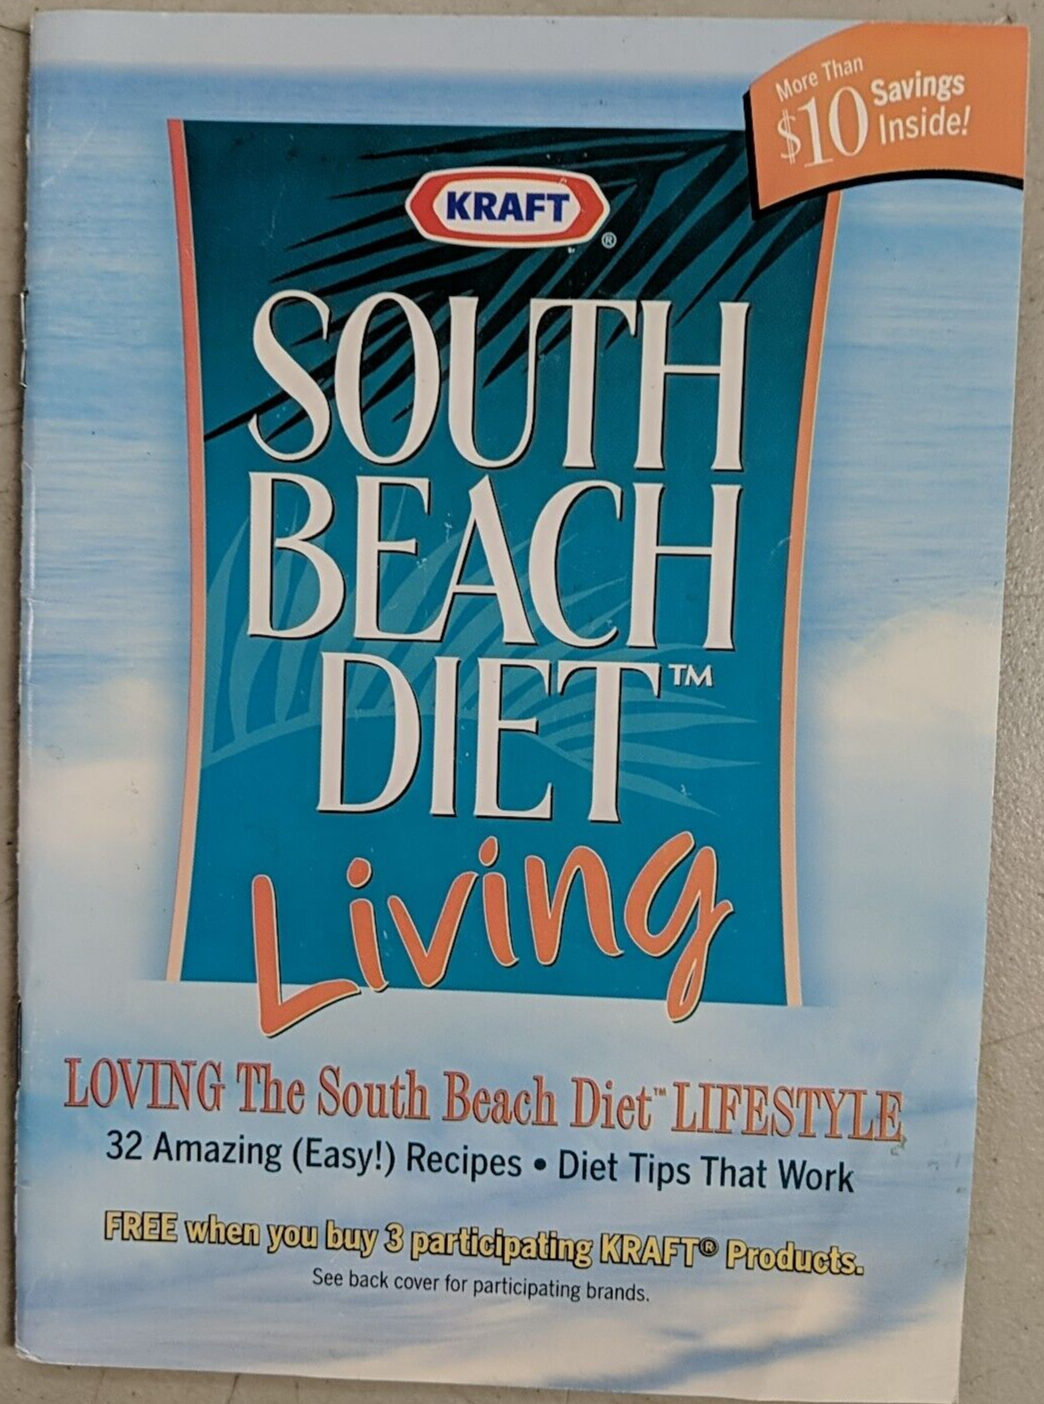 More Than
$10 Savings
Inside!
KRAFT®
SOUTH
BEACH
DIET™
Living
LOVING The South Beach Diet™ LIFESTYLE
32 Amazing (Easy!) Recipes • Diet Tips That Work
FREE when you buy 3 participating KRAFT® Products.
See back cover for participating brands.